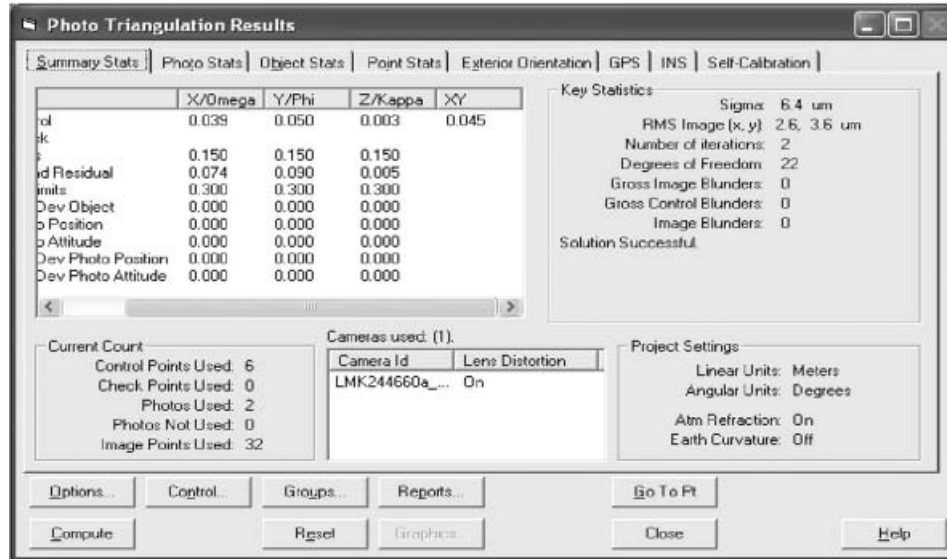 Photo Triangulation Results
Summary Stats Photo Stats Object Stats Point Stats Exterior Orientation GPS INS Self-Calibration
X/Omega Y/Phi Z/Kappa XY
ol 0.039 0.050 0.003 0.045
k
s 0.150 0.150 0.150
d Residual 0.074 0.090 0.005
imits 0.300 0.300 0.300
Dev Object 0.000 0.000 0.000
o Position 0.000 0.000 0.000
o Attitude 0.000 0.000 0.000
Dev Photo Position 0.000 0.000 0.000
Dev Photo Attitude 0.000 0.000 0.000
Key Statistics
Sigma: 6.4 um
RMS Image (x, y): 2.6, 3.6 um
Number of iterations: 2
Degrees of Freedom: 22
Gross Image Blunders: 0
Gross Control Blunders: 0
Image Blunders: 0
Solution Successful.
Current Count
Control Points Used: 6
Check Points Used: 0
Photos Used: 2
Photos Not Used: 0
Image Points Used: 32
Cameras used: (1).
Camera Id Lens Distortion
LMK244660a_... On
Project Settings
Linear Units: Meters
Angular Units: Degrees
Atm Refraction: On
Earth Curvature: Off
Options... Control... Groups... Reports... Go To Pt
Compute Reset Graphics... Close Help